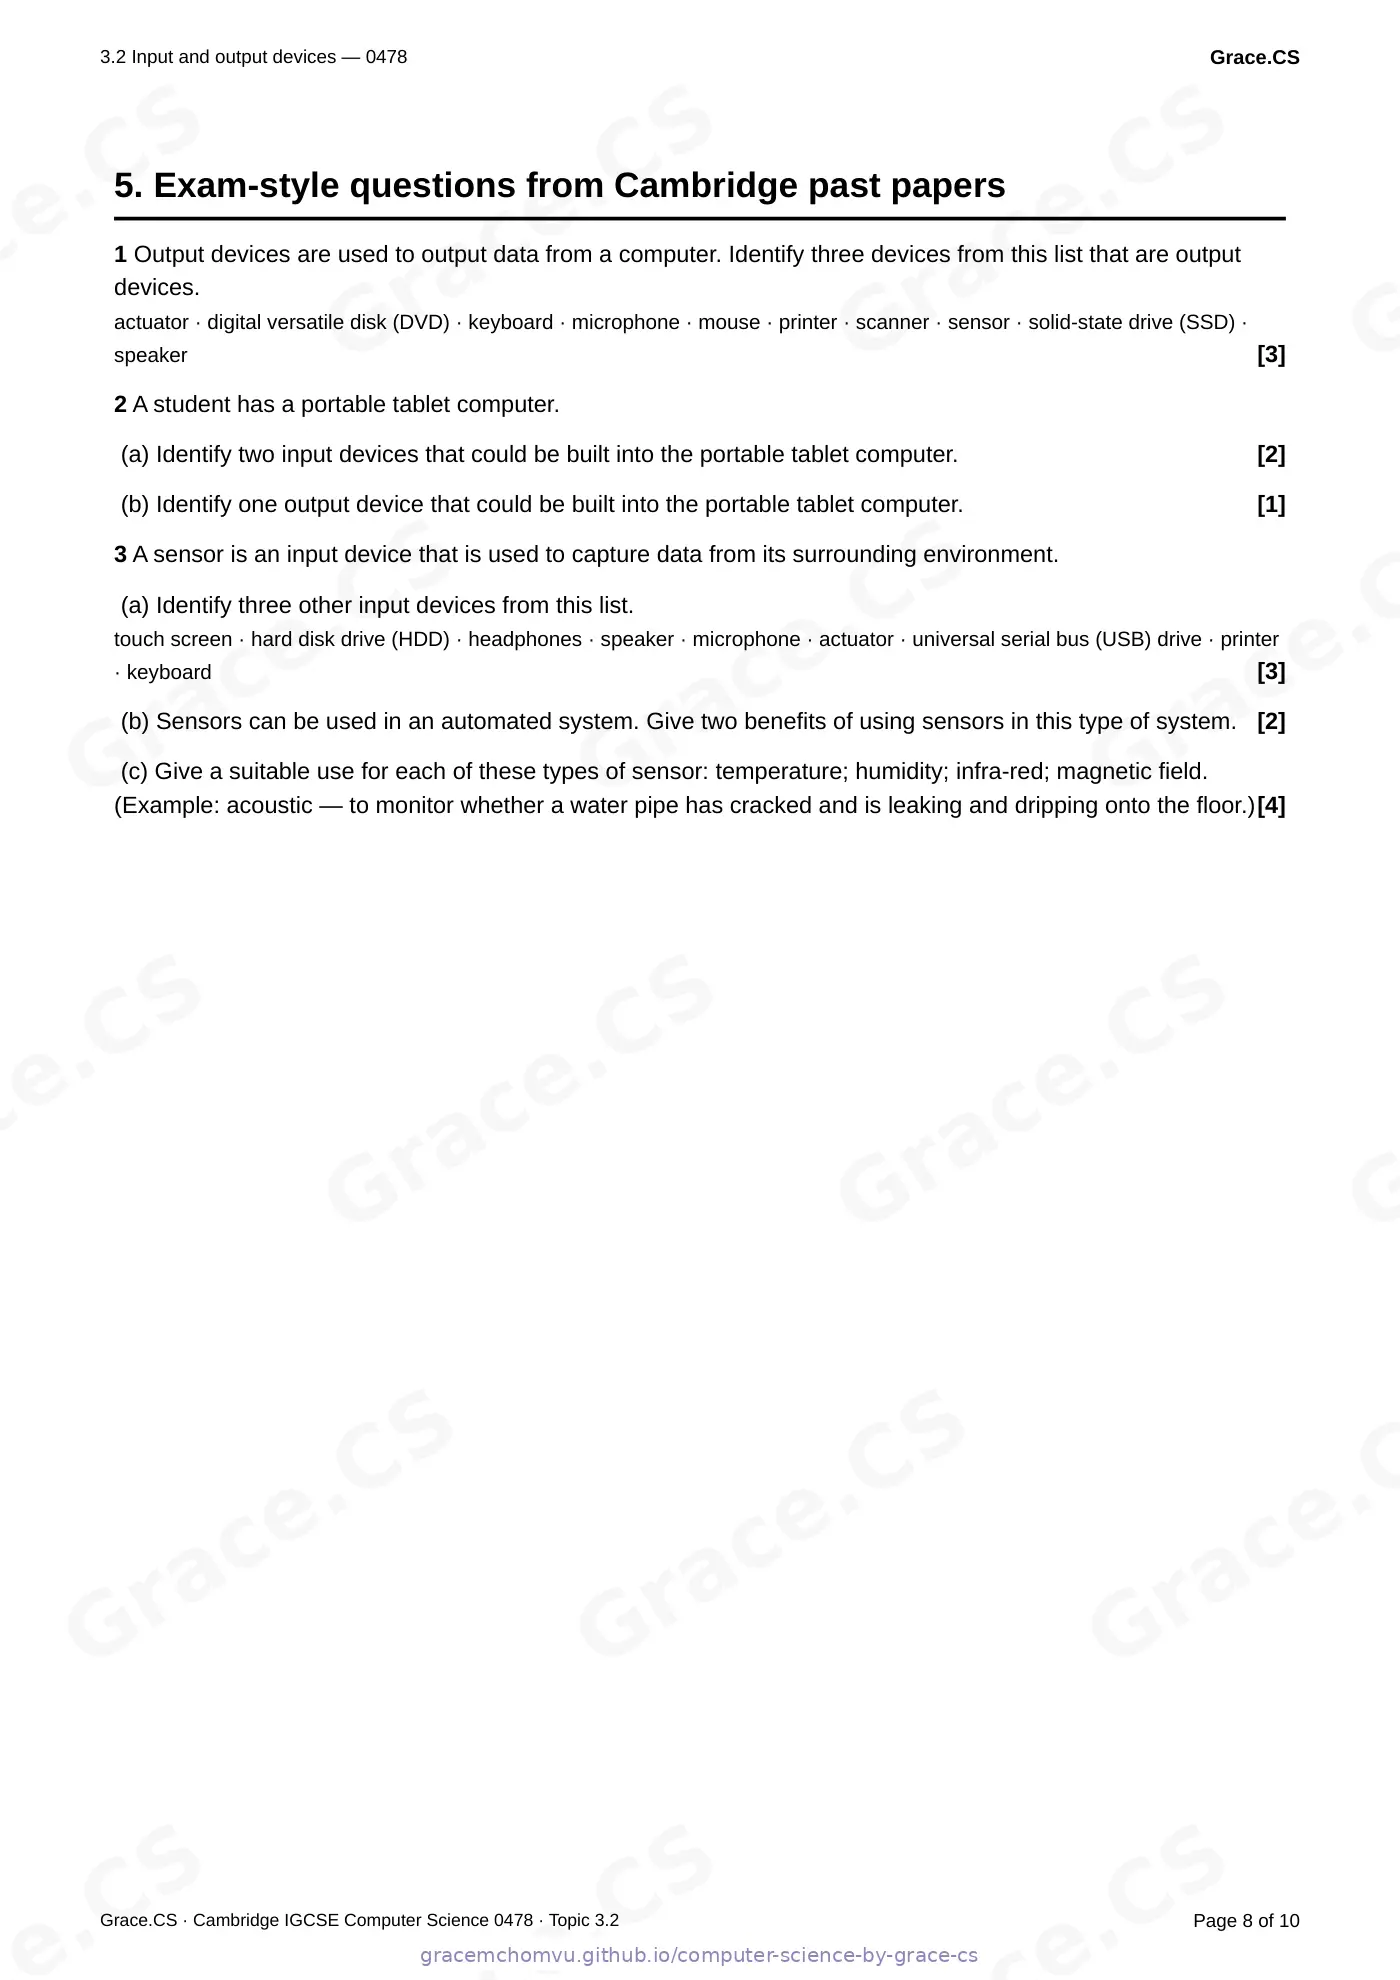 3.2 Input and output devices — 0478
Grace.CS
5. Exam-style questions from Cambridge past papers
1 Output devices are used to output data from a computer. Identify three devices from this list that are output
devices.
actuator · digital versatile disk (DVD) · keyboard · microphone · mouse · printer · scanner · sensor · solid-state drive (SSD) ·
speaker [3]
2 A student has a portable tablet computer.
(a) Identify two input devices that could be built into the portable tablet computer. [2]
(b) Identify one output device that could be built into the portable tablet computer. [1]
3 A sensor is an input device that is used to capture data from its surrounding environment.
(a) Identify three other input devices from this list.
touch screen · hard disk drive (HDD) · headphones · speaker · microphone · actuator · universal serial bus (USB) drive · printer
· keyboard [3]
(b) Sensors can be used in an automated system. Give two benefits of using sensors in this type of system. [2]
(c) Give a suitable use for each of these types of sensor: temperature; humidity; infra-red; magnetic field.
(Example: acoustic — to monitor whether a water pipe has cracked and is leaking and dripping onto the floor.) [4]
Grace.CS · Cambridge IGCSE Computer Science 0478 · Topic 3.2
Page 8 of 10
gracemchomvu.github.io/computer-science-by-grace-cs